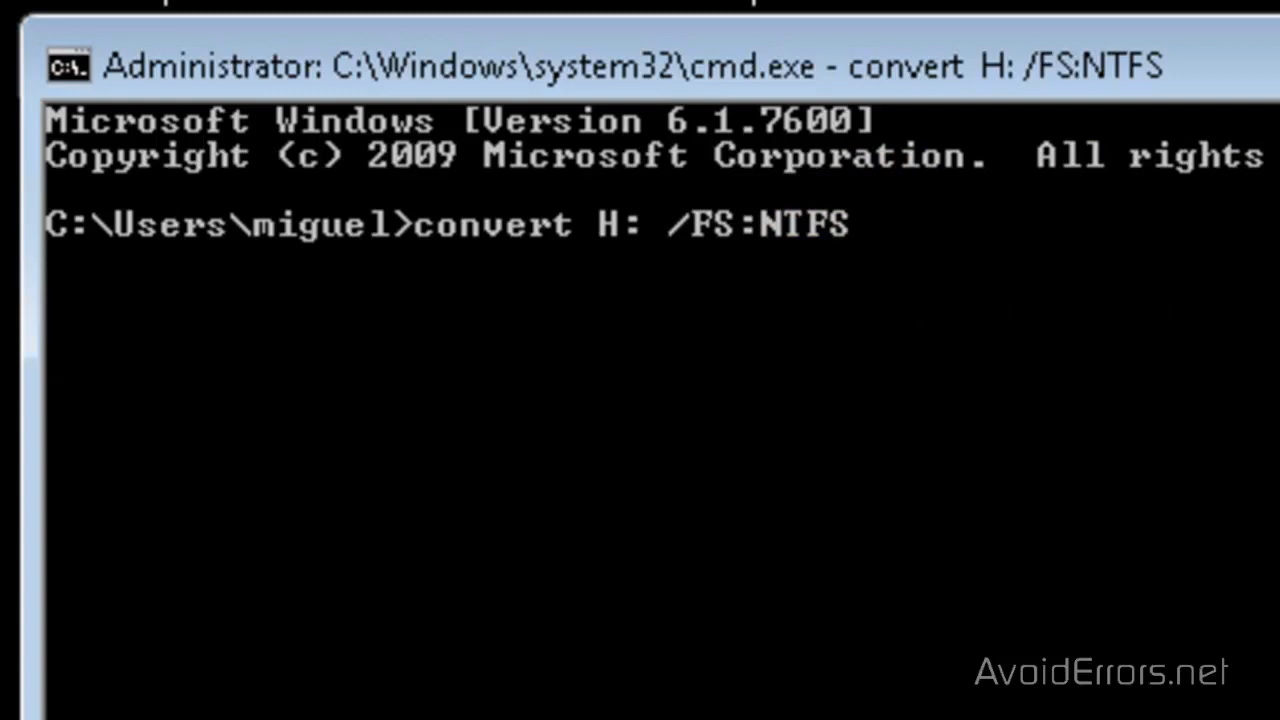 Administrator: C:\Windows\system32\cmd.exe - convert H: /FS:NTFS
Microsoft Windows [Version 6.1.7600]
Copyright (c) 2009 Microsoft Corporation. All rights
C:\Users\miguel>convert H: /FS:NTFS
AvoidErrors.net